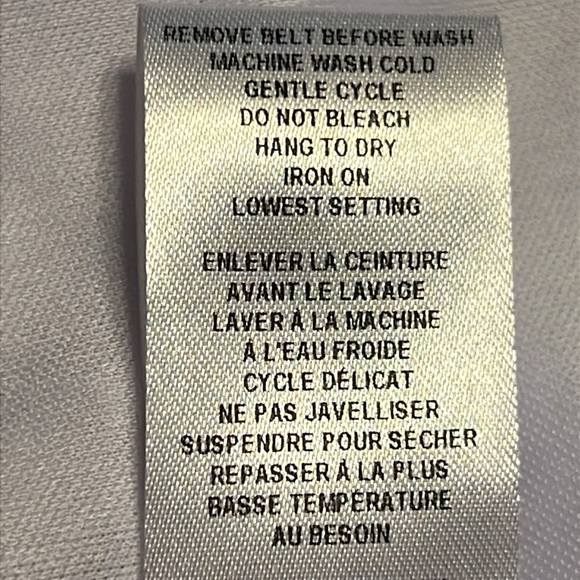 REMOVE BELT BEFORE WASH
MACHINE WASH COLD
GENTLE CYCLE
DO NOT BLEACH
HANG TO DRY
IRON ON
LOWEST SETTING
ENLEVER LA CEINTURE
AVANT LE LAVAGE
LAVER À LA MACHINE
À L'EAU FROIDE
CYCLE DÉLICAT
NE PAS JAVELLISER
SUSPENDRE POUR SÉCHER
REPASSER À LA PLUS
BASSE TEMPÉRATURE
AU BESOIN